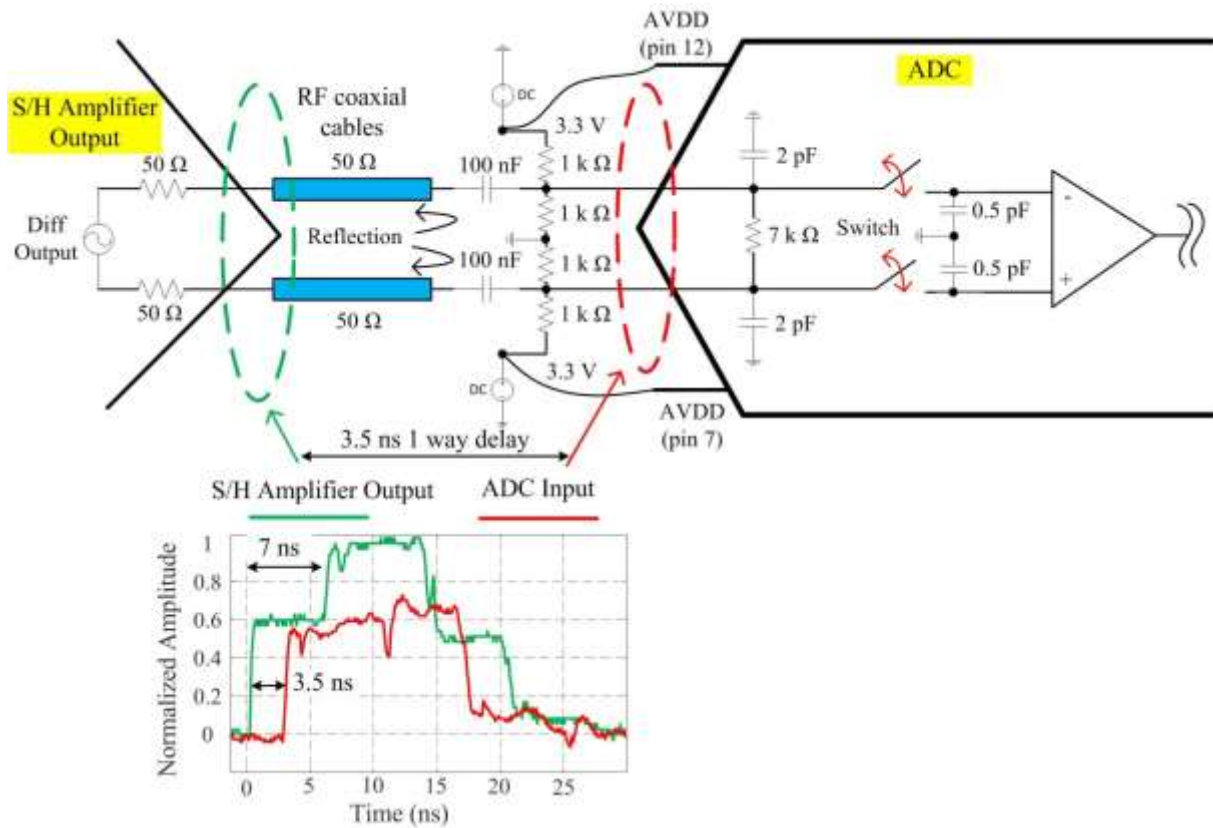 AVDD
(pin 12)
ADC
S/H Amplifier
Output
RF coaxial
cables
DC
3.3 V
50 Ω
50 Ω
100 nF
1 k Ω
2 pF
Diff
Output
Reflection
1 k Ω
7 k Ω
Switch
0.5 pF
-
100 nF
1 k Ω
0.5 pF
+
50 Ω
50 Ω
1 k Ω
2 pF
3.3 V
DC
AVDD
(pin 7)
3.5 ns 1 way delay
S/H Amplifier Output
ADC Input
Normalized Amplitude
1
0.8
0.6
0.4
0.2
0
7 ns
3.5 ns
0
5
10
15
20
25
Time (ns)